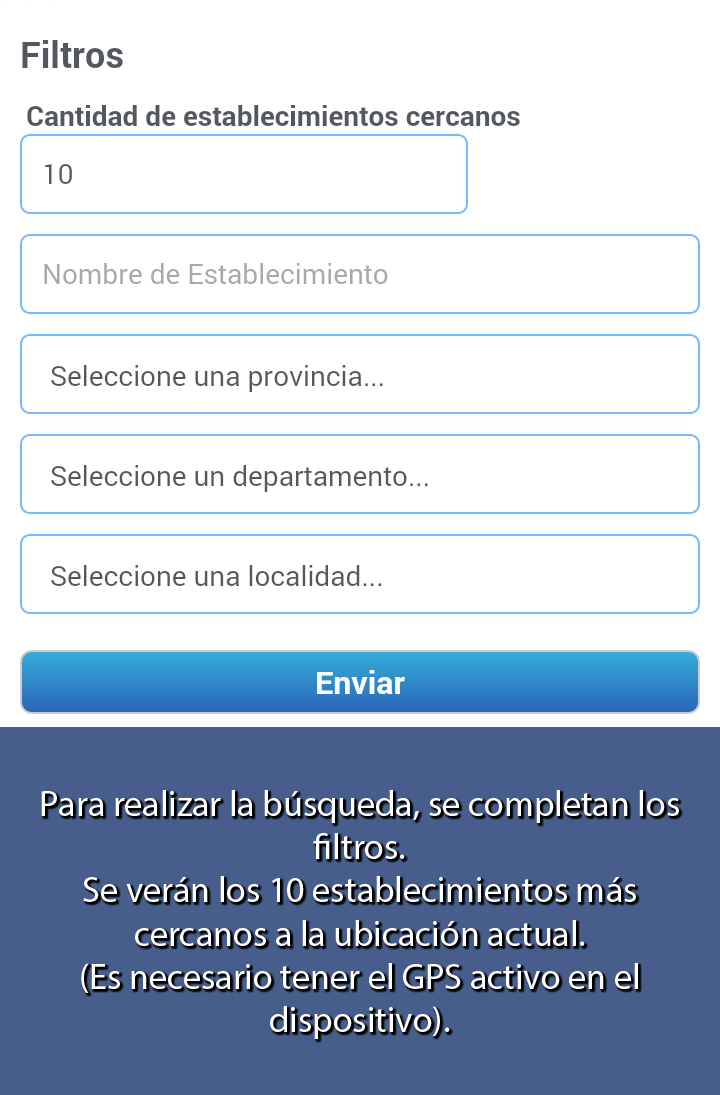 Filtros
Cantidad de establecimientos cercanos
10
Nombre de Establecimiento
Seleccione una provincia...
Seleccione un departamento...
Seleccione una localidad...
Enviar
Para realizar la búsqueda, se completan los
filtros.
Se verán los 10 establecimientos más
cercanos a la ubicación actual.
(Es necesario tener el GPS activo en el
dispositivo).